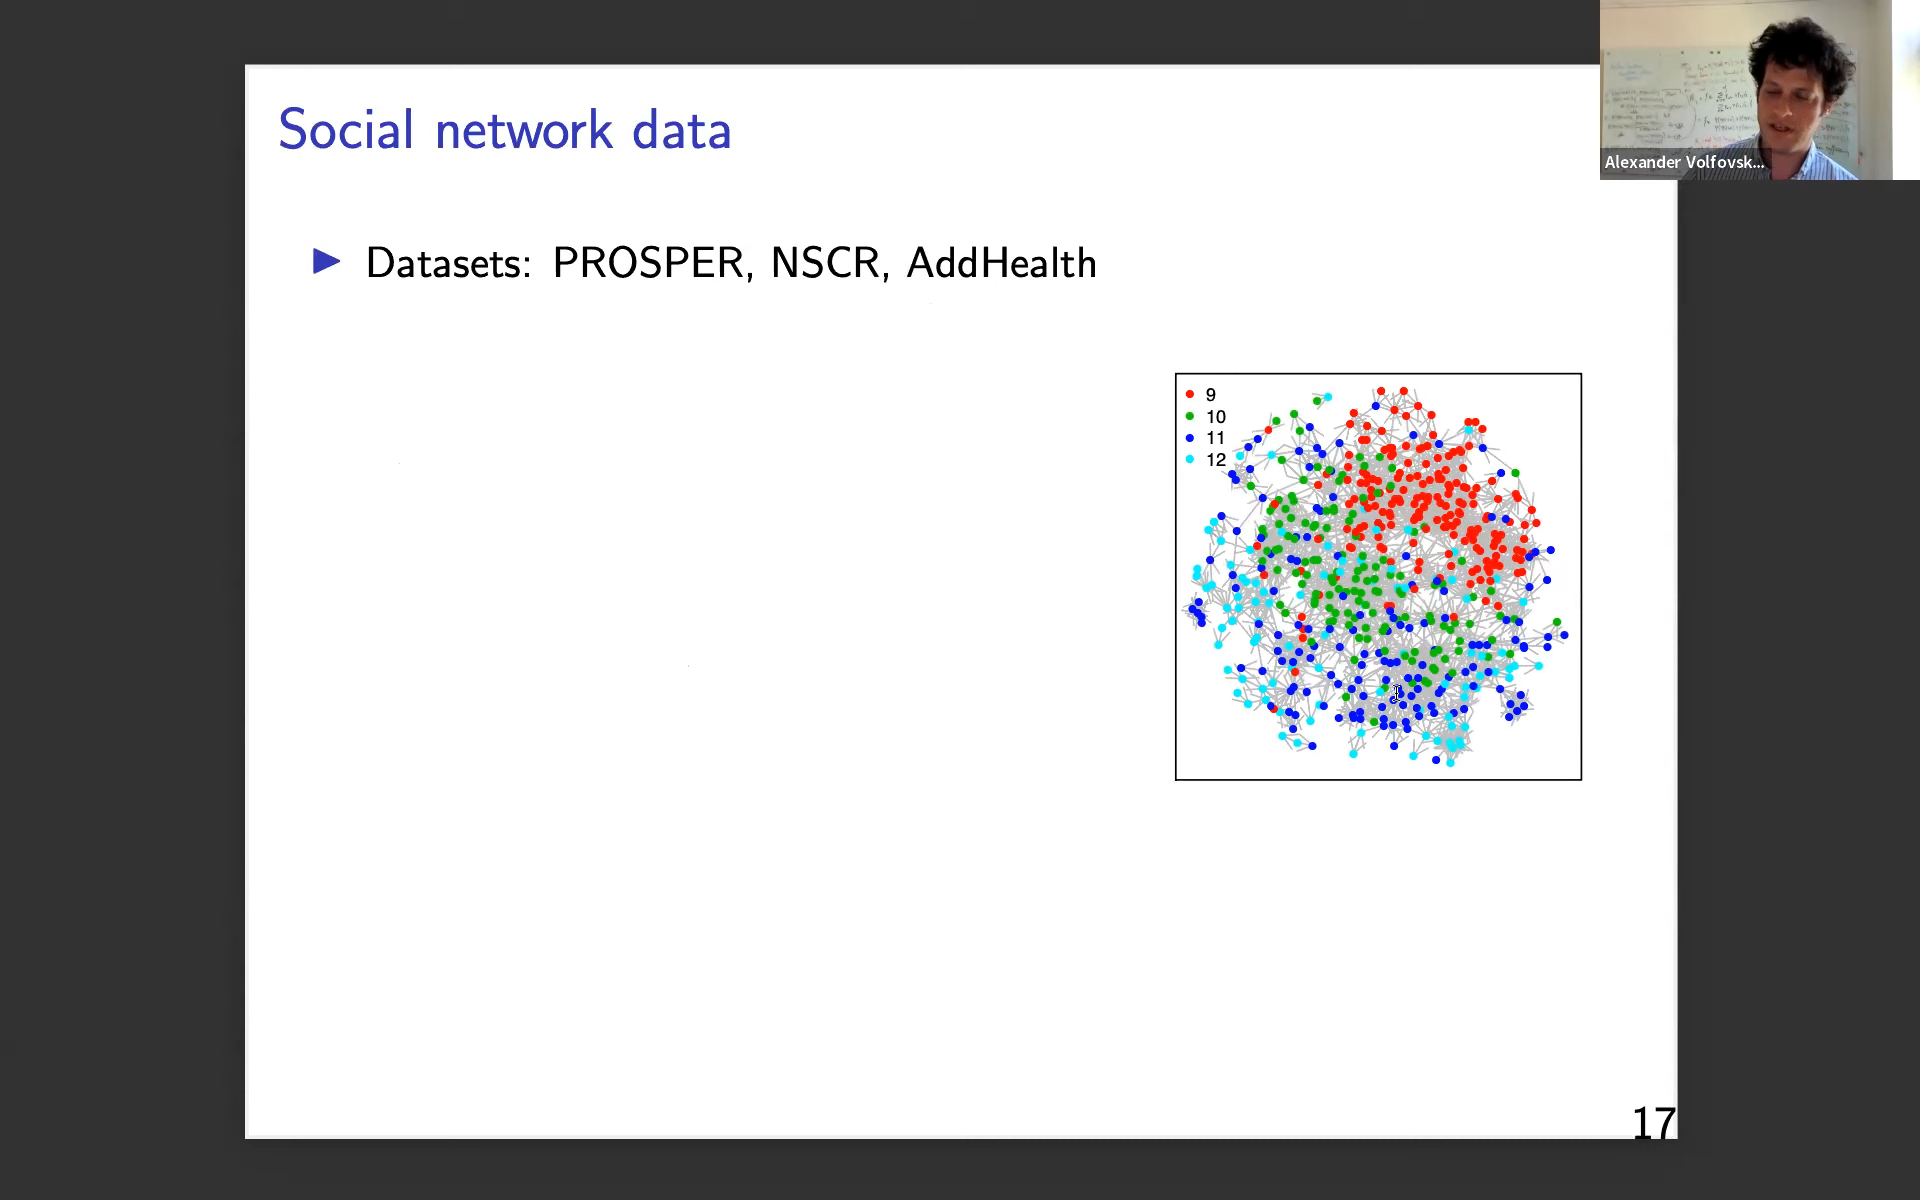 Social network data
▶ Datasets: PROSPER, NSCR, AddHealth
9
10
11
12
17
Alexander Volfovsk...